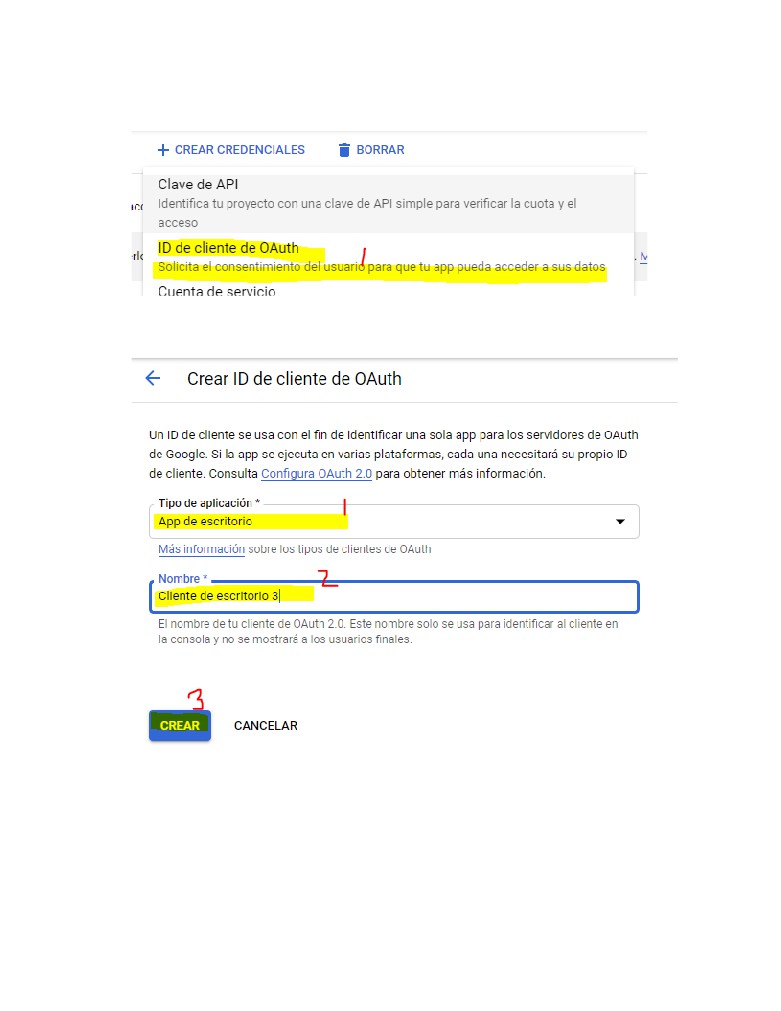 + CREAR CREDENCIALES BORRAR
Clave de API
Identifica tu proyecto con una clave de API simple para verificar la cuota y el
acceso
ID de cliente de OAuth
1
Solicita el consentimiento del usuario para que tu app pueda acceder a sus datos
Cuenta de servicio
Crear ID de cliente de OAuth
Un ID de cliente se usa con el fin de identificar una sola app para los servidores de OAuth
de Google. Si la app se ejecuta en varias plataformas, cada una necesitará su propio ID
de cliente. Consulta Configura OAuth 2.0 para obtener más información.
Tipo de aplicación *
1
App de escritorio
Más información sobre los tipos de clientes de OAuth
Nombre *
2
Cliente de escritorio 3
El nombre de tu cliente de OAuth 2.0. Este nombre solo se usa para identificar al cliente en
la consola y no se mostrará a los usuarios finales.
3
CREAR CANCELAR